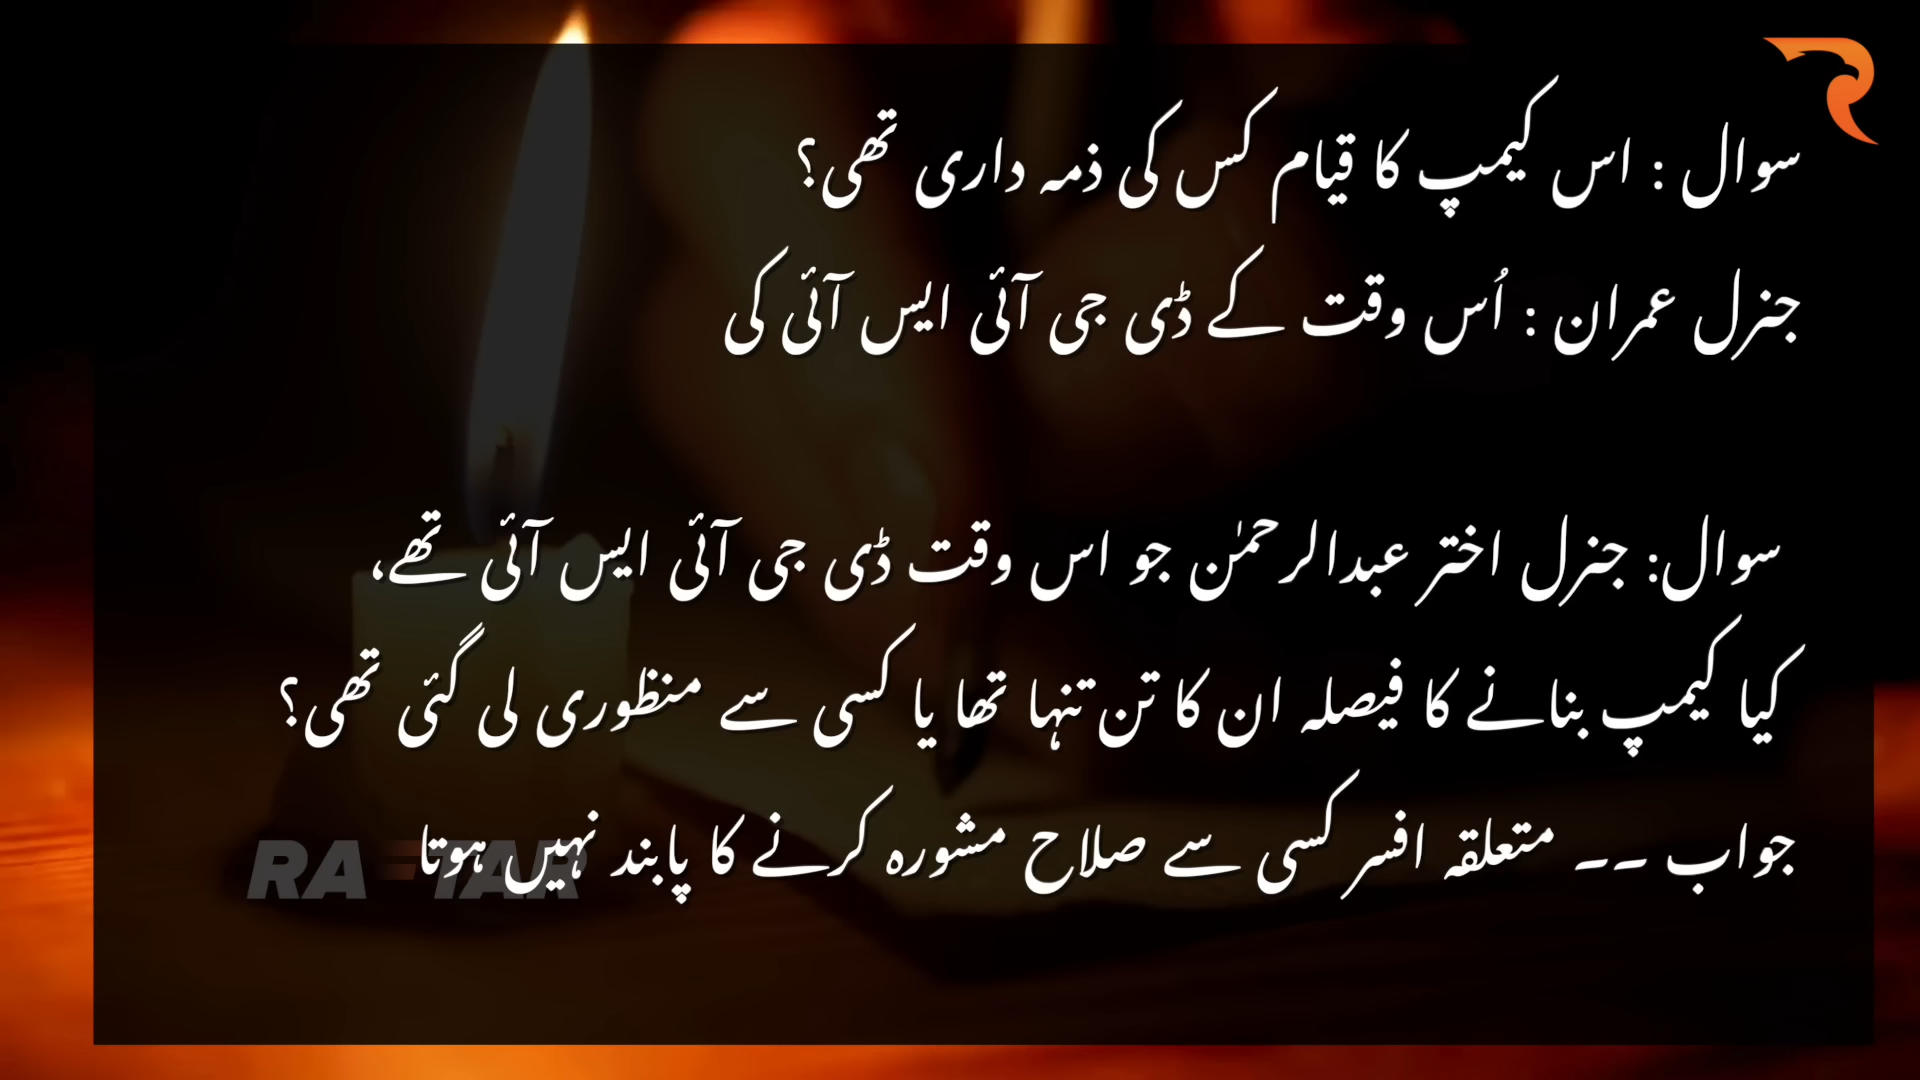 سوال : اس کیمپ کا قیام کس کی ذمہ داری تھی؟
جنرل عمران : اُس وقت کے ڈی جی آئی ایس آئی کی
سوال: جنرل اختر عبدالرحمٰن جو اس وقت ڈی جی آئی ایس آئی تھے،
کیا کیمپ بنانے کا فیصلہ ان کا تن تنہا تھا یا کسی سے منظوری لی گئی تھی؟
جواب ۔۔ متعلقہ افسر کسی سے صلاح مشورہ کرنے کا پابند نہیں ہوتا
RAFTAR